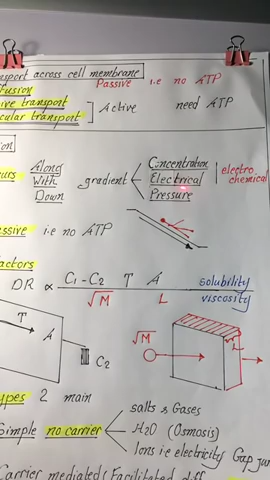 nsport across cell membrane
fusion Passive i.e no ATP
ive transport
cular transport ] Active need ATP
ion
urs Along With Down gradient Concentration Electrical Pressure electro chemical
ssive i.e no ATP
actors
DR ∝ C1 - C2 T A solubility
√M L viscosity
T A √M L
C2
ypes 2 main
Simple no carrier salts & Gases
H2O (Osmosis)
Ions i.e electricity Gap jun
Carrier mediated (Facilitated diff